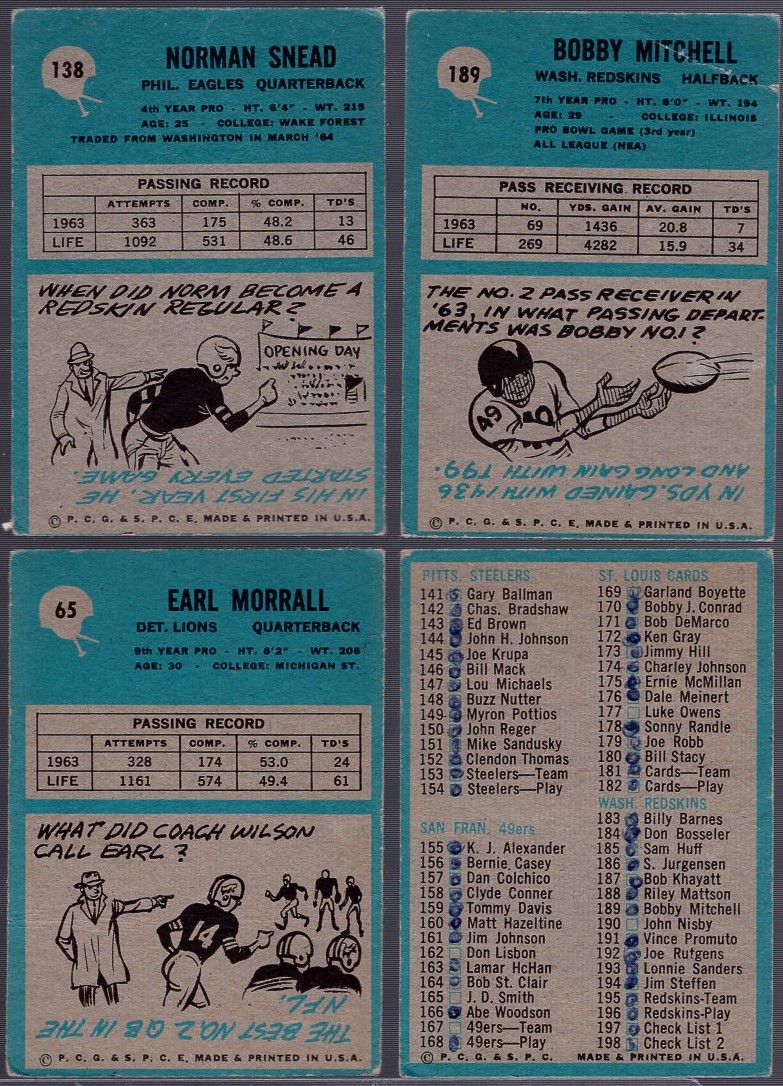 138
NORMAN SNEAD
PHIL. EAGLES QUARTERBACK
4th YEAR PRO - HT. 6'4" - WT. 215
AGE: 25 - COLLEGE: WAKE FOREST
TRADED FROM WASHINGTON IN MARCH '64
PASSING RECORD
ATTEMPTS COMP. % COMP. TD'S
1963 363 175 48.2 13
LIFE 1092 531 48.6 46
WHEN DID NORM BECOME A
REDSKIN REGULAR?
OPENING DAY
IN HIS FIRST YEAR, HE
STARTED EVERY GAME.
© P. C. G. & S. P. C. E. MADE & PRINTED IN U.S.A.
189
BOBBY MITCHELL
WASH. REDSKINS HALFBACK
7th YEAR PRO - HT. 6'0" - WT. 194
AGE: 29 - COLLEGE: ILLINOIS
PRO BOWL GAME (3rd year)
ALL LEAGUE (NEA)
PASS RECEIVING RECORD
NO. YDS. GAIN AV. GAIN TD'S
1963 69 1436 20.8 7
LIFE 269 4282 15.9 34
THE NO. 2 PASS RECEIVER IN
'63, IN WHAT PASSING DEPART-
MENTS WAS BOBBY NO. 1?
49
IN YDS. GAINED WITH 1436
AND LONG GAIN WITH T99.
© P. C. G. & S. P. C. E. MADE & PRINTED IN U.S.A.
65
EARL MORRALL
DET. LIONS QUARTERBACK
9th YEAR PRO - HT. 6'2" - WT. 206
AGE: 30 - COLLEGE: MICHIGAN ST.
PASSING RECORD
ATTEMPTS COMP. % COMP. TD'S
1963 328 174 53.0 24
LIFE 1161 574 49.4 61
WHAT DID COACH WILSON
CALL EARL?
14
THE BEST NO. 2 QB IN THE
NFL.
© P. C. G. & S. P. C. E. MADE & PRINTED IN U.S.A.
PITTS. STEELERS
141 Gary Ballman
142 Chas. Bradshaw
143 Ed Brown
144 John H. Johnson
145 Joe Krupa
146 Bill Mack
147 Lou Michaels
148 Buzz Nutter
149 Myron Pottios
150 John Reger
151 Mike Sandusky
152 Clendon Thomas
153 Steelers—Team
154 Steelers—Play
SAN FRAN. 49ers
155 K. J. Alexander
156 Bernie Casey
157 Dan Colchico
158 Clyde Conner
159 Tommy Davis
160 Matt Hazeltine
161 Jim Johnson
162 Don Lisbon
163 Lamar McHan
164 Bob St. Clair
165 J. D. Smith
166 Abe Woodson
167 49ers—Team
168 49ers—Play
ST. LOUIS CARDS
169 Garland Boyette
170 Bobby J. Conrad
171 Bob DeMarco
172 Ken Gray
173 Jimmy Hill
174 Charley Johnson
175 Ernie McMillan
176 Dale Meinert
177 Luke Owens
178 Sonny Randle
179 Joe Robb
180 Bill Stacy
181 Cards—Team
182 Cards—Play
WASH. REDSKINS
183 Billy Barnes
184 Don Bosseler
185 Sam Huff
186 S. Jurgensen
187 Bob Khayatt
188 Riley Mattson
189 Bobby Mitchell
190 John Nisby
191 Vince Promuto
192 Joe Rutgens
193 Lonnie Sanders
194 Jim Steffen
195 Redskins-Team
196 Redskins-Play
197 Check List 1
198 Check List 2
© P. C. G. & S. P. C. MADE & PRINTED IN U.S.A.